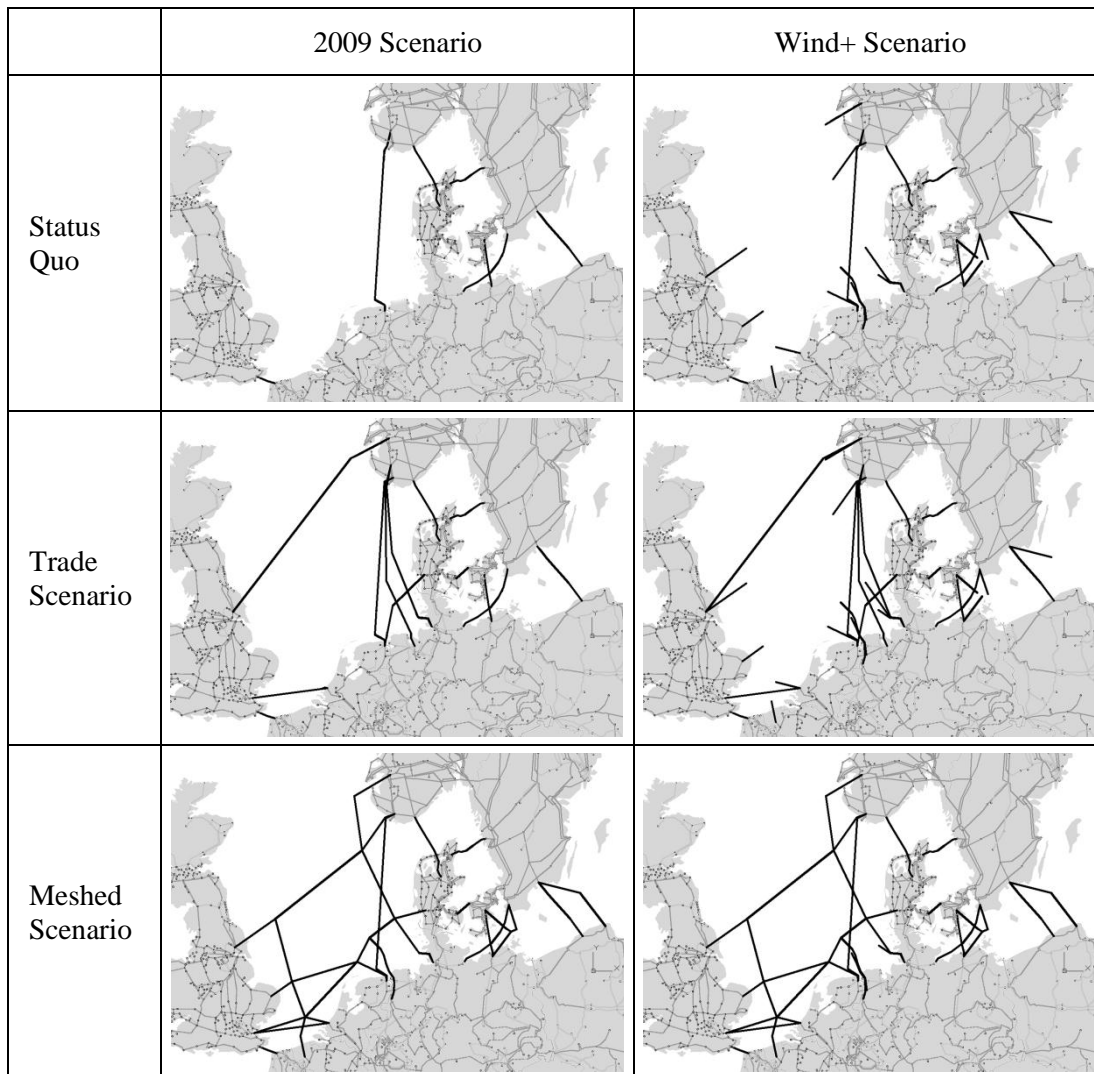 2009 Scenario
Wind+ Scenario
Status
Quo
Trade
Scenario
Meshed
Scenario